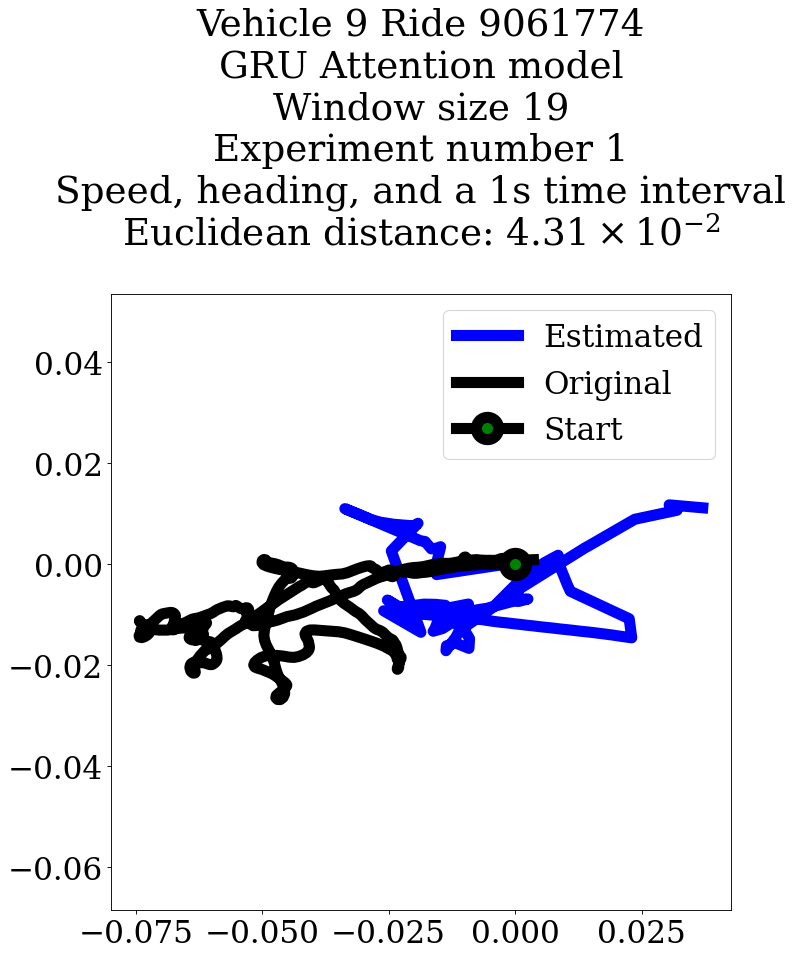 Vehicle 9 Ride 9061774
GRU Attention model
Window size 19
Experiment number 1
Speed, heading, and a 1s time interval
Euclidean distance: 4.31 × 10⁻²
Estimated
Original
Start
0.04
0.02
0.00
−0.02
−0.04
−0.06
−0.075 −0.050 −0.025 0.000 0.025